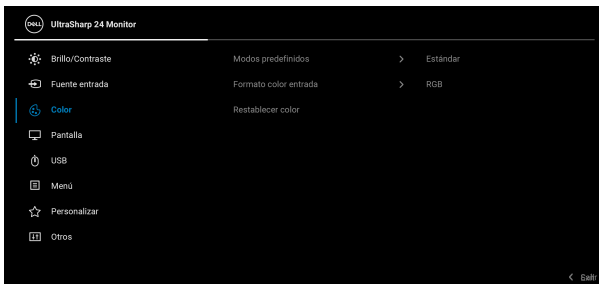 DELL UltraSharp 24 Monitor
Brillo/Contraste Modos predefinidos Estándar
Fuente entrada Formato color entrada RGB
Color Restablecer color
Pantalla
USB
Menú
Personalizar
Otros